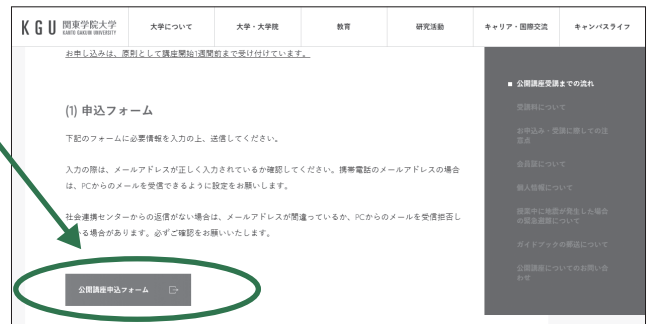 KGU 関東学院大学
KANTO GAKUIN UNIVERSITY
大学について
大学・大学院
教育
研究活動
キャリア・国際交流
キャンパスライフ
お申し込みは、原則として講座開始1週間前まで受け付けています。
(1) 申込フォーム
下記のフォームに必要情報を入力の上、送信してください。
入力の際は、メールアドレスが正しく入力されているか確認してください。携帯電話のメールアドレスの場合
は、PCからのメールを受信できるように設定をお願いします。
社会連携センターからの返信がない場合は、メールアドレスが間違っているか、PCからのメールを受信拒否し
いる場合があります。必ずご確認をお願いいたします。
公開講座申込フォーム
公開講座受講までの流れ
受講料について
お申込み・受講に際しての注
意点
会員証について
個人情報について
授業中に地震が発生した場合
の緊急避難について
ガイドブックの郵送について
公開講座についてのお問い合
わせ